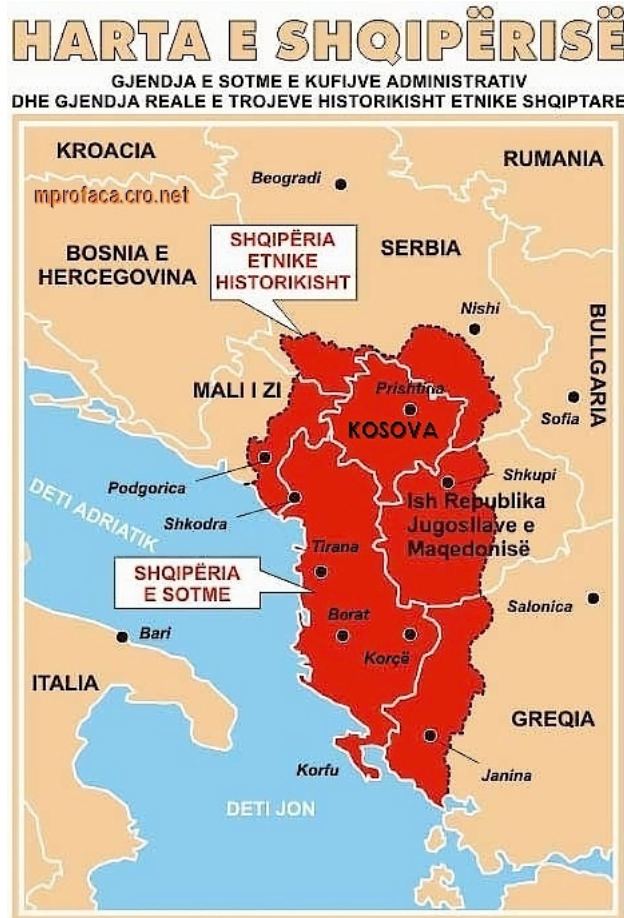 HARTA E SHQIPËRISË
GJENDJA E SOTME E KUFIJVE ADMINISTRATIV
DHE GJENDJA REALE E TROJEVE HISTORIKISHT ETNIKE SHQIPTARE
KROACIA
RUMANIA
Beogradi
mprofaca.cro.net
SHQIPËRIA
ETNIKE
HISTORIKISHT
SERBIA
BOSNIA E
HERCEGOVINA
Nishi
BULLGARIA
MALI I ZI
Prishtina
Sofia
KOSOVA
Podgorica
Shkupi
DETI ADRIATIK
Shkodra
Ish Republika
Jugosllave e
Maqedonisë
Tirana
SHQIPËRIA
E SOTME
Salonica
Berat
Bari
Korçë
ITALIA
GREQIA
Korfu
Janina
DETI JON